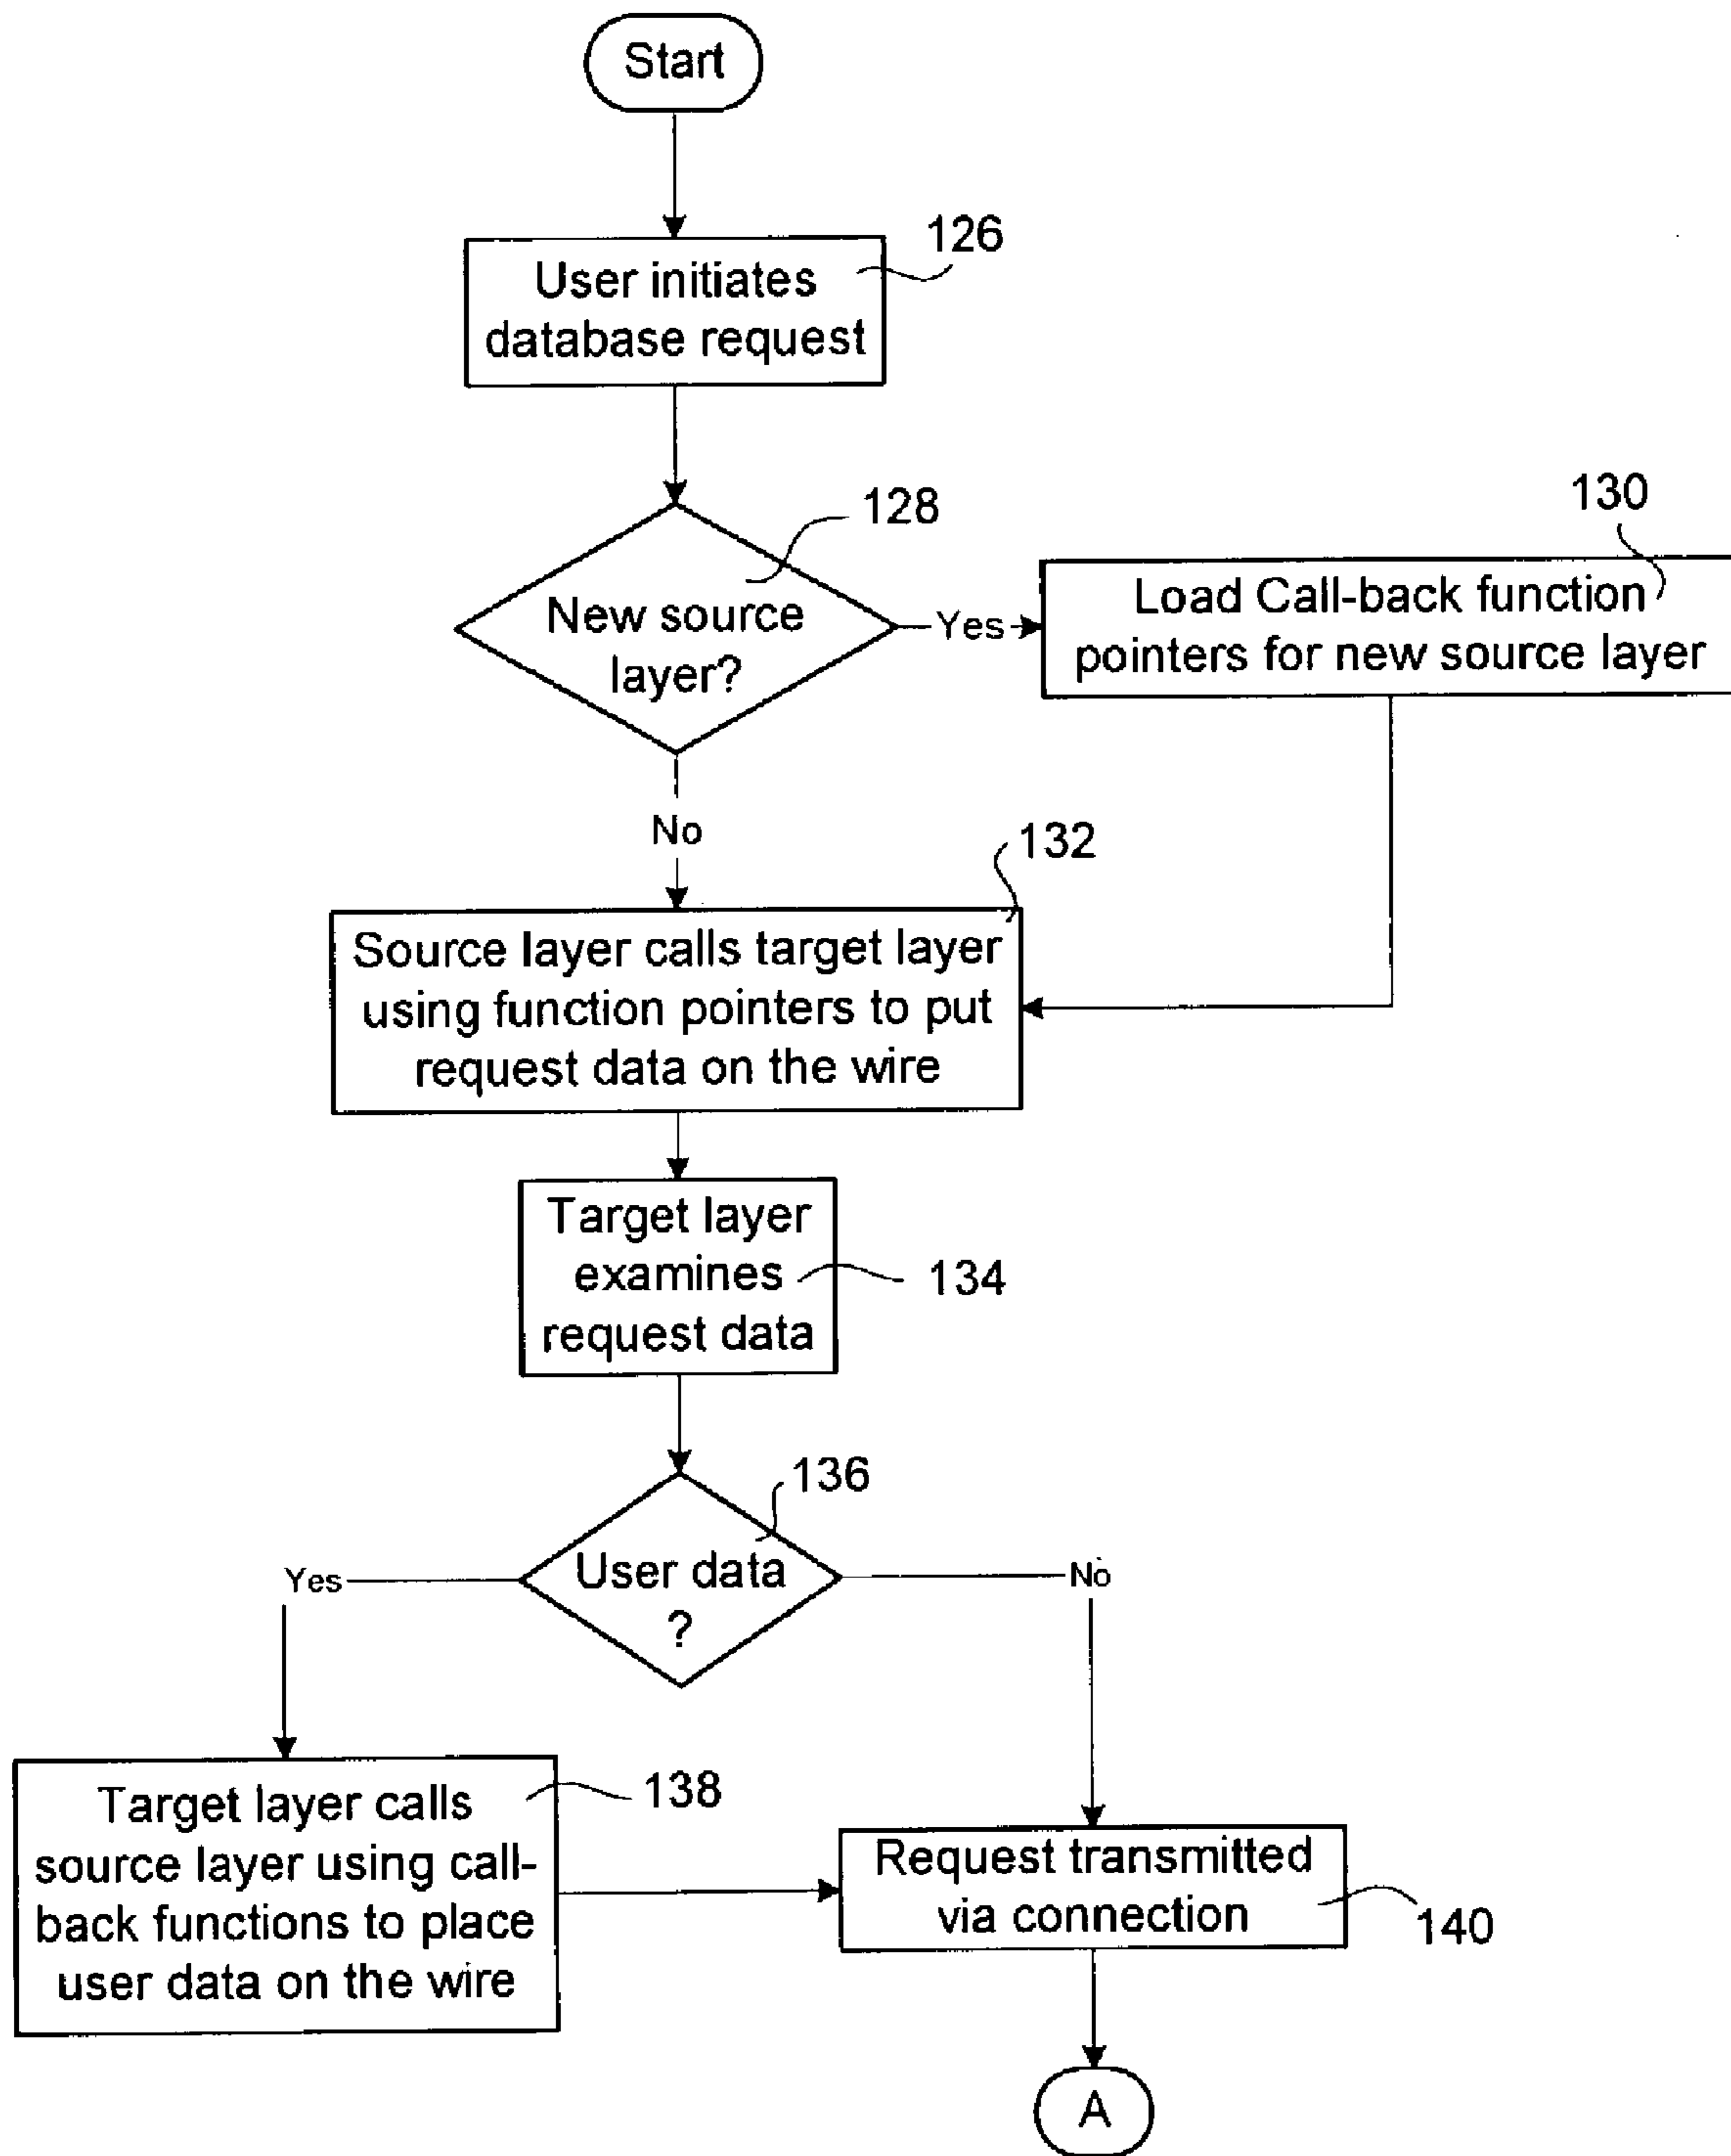 Start
126
User initiates
database request
128
130
New source
layer?
Yes
Load Call-back function
pointers for new source layer
No
132
Source layer calls target layer
using function pointers to put
request data on the wire
Target layer
examines
request data
134
136
User data
?
Yes
No
138
Target layer calls
source layer using call-
back functions to place
user data on the wire
Request transmitted
via connection
140
A